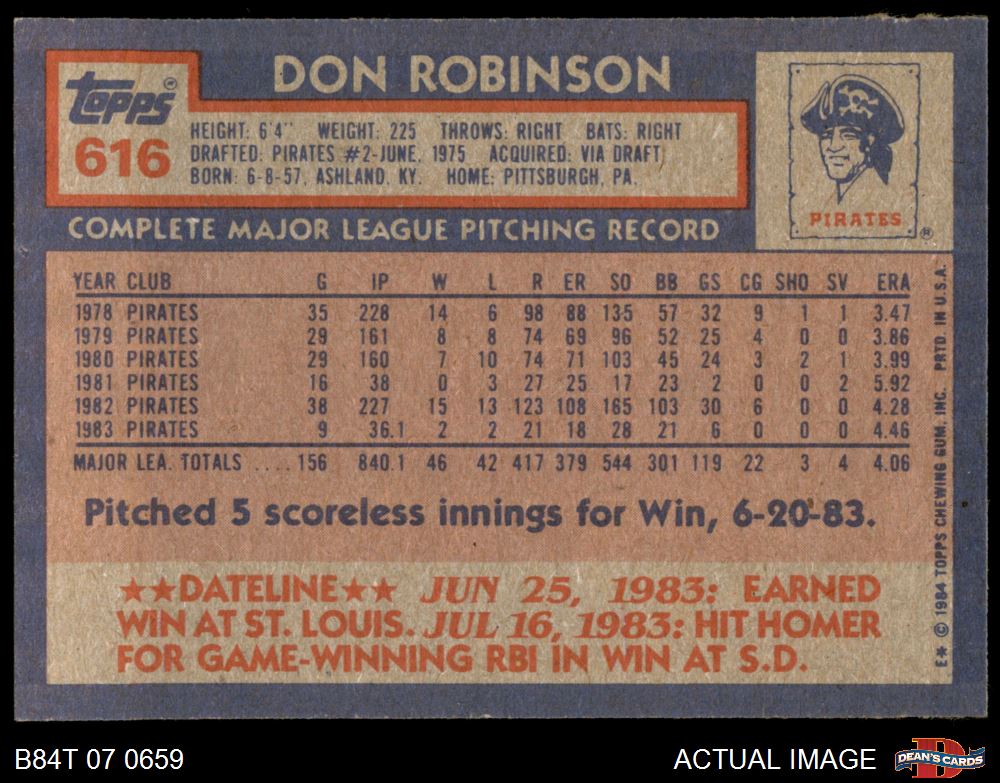 DON ROBINSON
Topps®
616
HEIGHT: 6'4" WEIGHT: 225 THROWS: RIGHT BATS: RIGHT
DRAFTED: PIRATES #2-JUNE, 1975 ACQUIRED: VIA DRAFT
BORN: 6-8-57, ASHLAND, KY. HOME: PITTSBURGH, PA.
PIRATES ®
COMPLETE MAJOR LEAGUE PITCHING RECORD
YEAR CLUB G IP W L R ER SO BB GS CG SHO SV ERA
1978 PIRATES 35 228 14 6 98 88 135 57 32 9 1 1 3.47
1979 PIRATES 29 161 8 8 74 69 96 52 25 4 0 0 3.86
1980 PIRATES 29 160 7 10 74 71 103 45 24 3 2 1 3.99
1981 PIRATES 16 38 0 3 27 25 17 23 2 0 0 2 5.92
1982 PIRATES 38 227 15 13 123 108 165 103 30 6 0 0 4.28
1983 PIRATES 9 36.1 2 2 21 18 28 21 6 0 0 0 4.46
MAJOR LEA. TOTALS .... 156 840.1 46 42 417 379 544 301 119 22 3 4 4.06
Pitched 5 scoreless innings for Win, 6-20-83.
★★DATELINE★★ JUN 25, 1983: EARNED
WIN AT ST. LOUIS. JUL 16, 1983: HIT HOMER
FOR GAME-WINNING RBI IN WIN AT S.D.
E* © 1984 TOPPS CHEWING GUM, INC. PRTD. IN U.S.A.
B84T 07 0659
ACTUAL IMAGE
D
DEAN'S CARDS